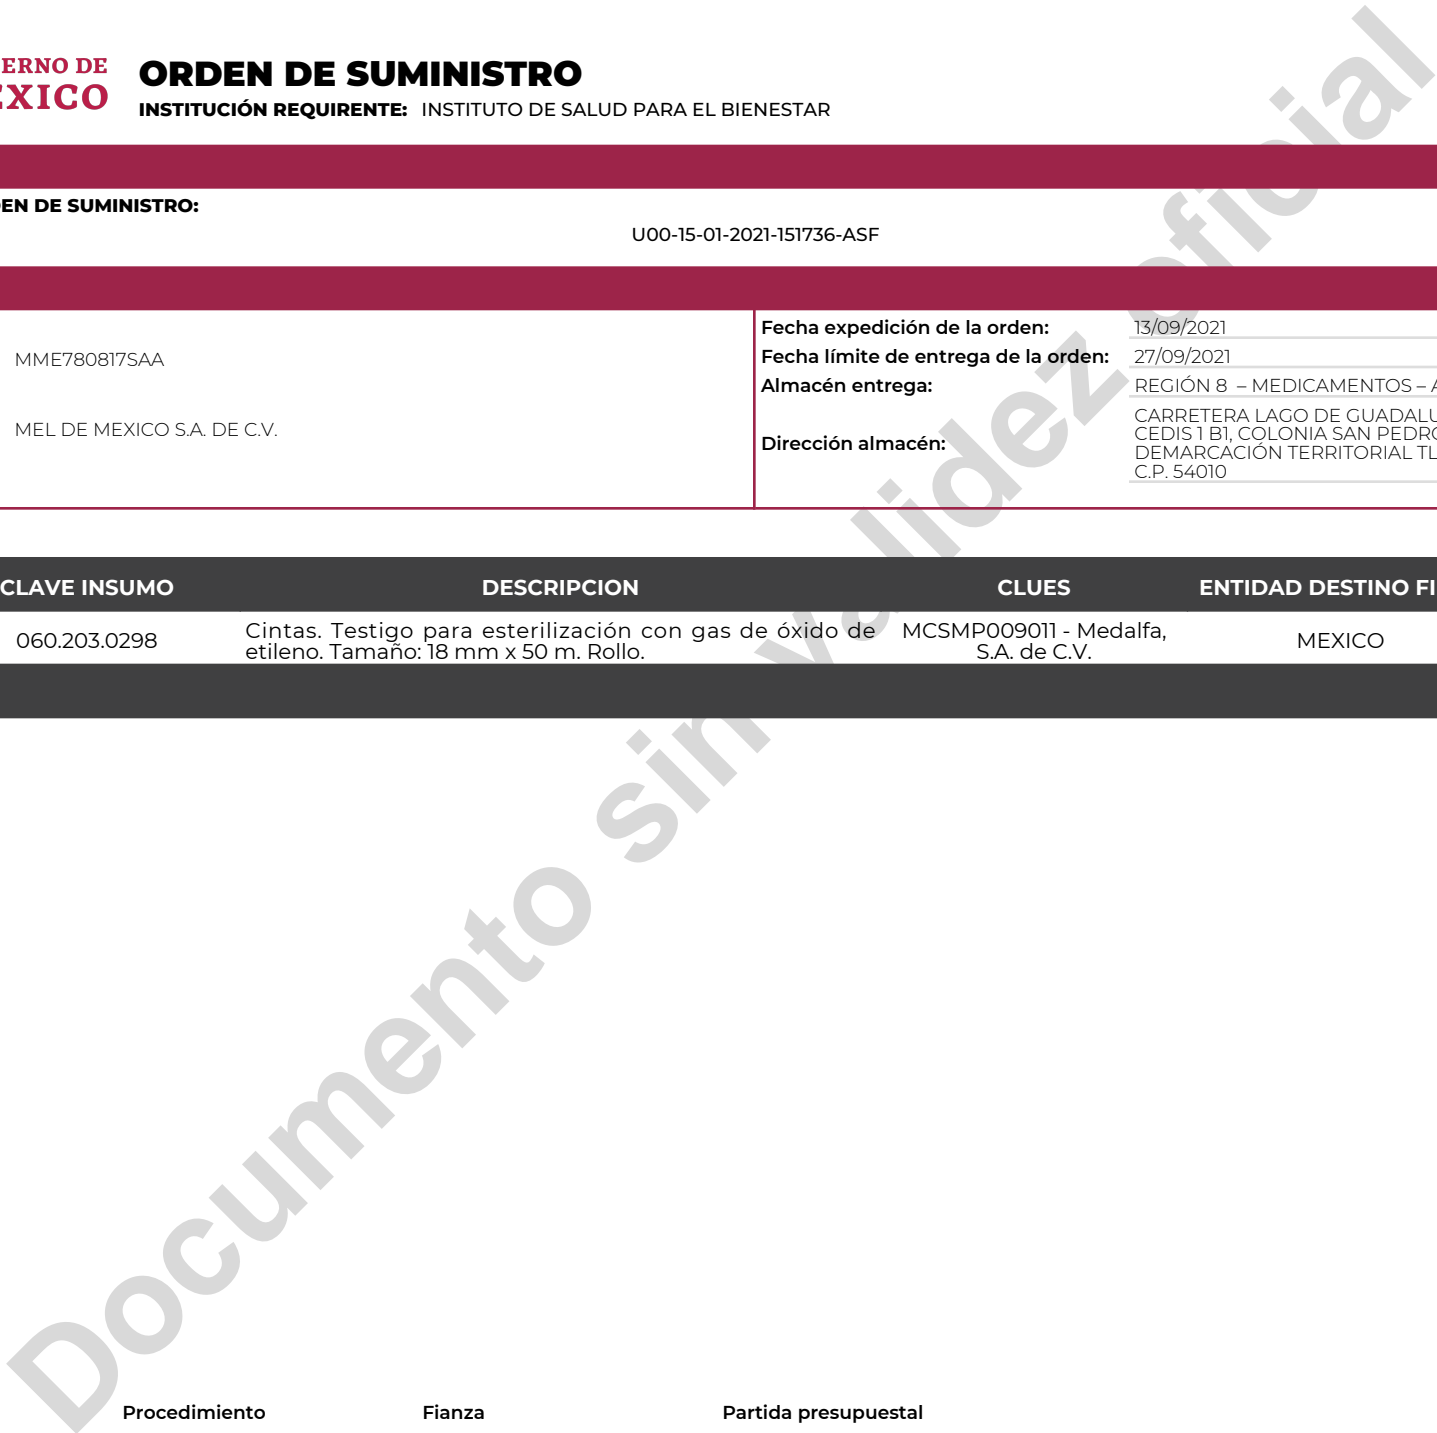 ERNO DE
EXICO
ORDEN DE SUMINISTRO
INSTITUCIÓN REQUIRENTE: INSTITUTO DE SALUD PARA EL BIENESTAR
EN DE SUMINISTRO:
U00-15-01-2021-151736-ASF
MME780817SAA
MEL DE MEXICO S.A. DE C.V.
Fecha expedición de la orden: 13/09/2021
Fecha límite de entrega de la orden: 27/09/2021
Almacén entrega: REGIÓN 8 – MEDICAMENTOS – A
Dirección almacén:
CARRETERA LAGO DE GUADALU
CEDIS 1 B1, COLONIA SAN PEDRO
DEMARCACIÓN TERRITORIAL TL
C.P. 54010
CLAVE INSUMO DESCRIPCION CLUES ENTIDAD DESTINO FI
060.203.0298
Cintas. Testigo para esterilización con gas de óxido de
etileno. Tamaño: 18 mm x 50 m. Rollo.
MCSMP009011 - Medalfa,
S.A. de C.V.
MEXICO
Documento sin validez oficial
Procedimiento Fianza Partida presupuestal